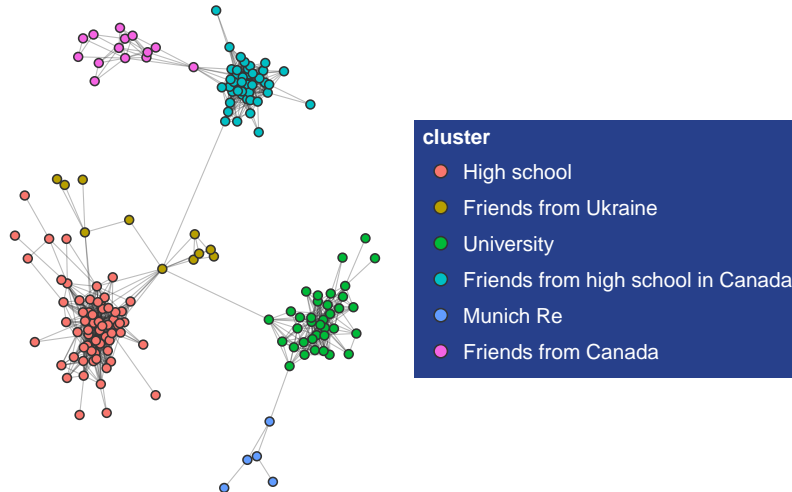 cluster
High school
Friends from Ukraine
University
Friends from high school in Canada
Munich Re
Friends from Canada